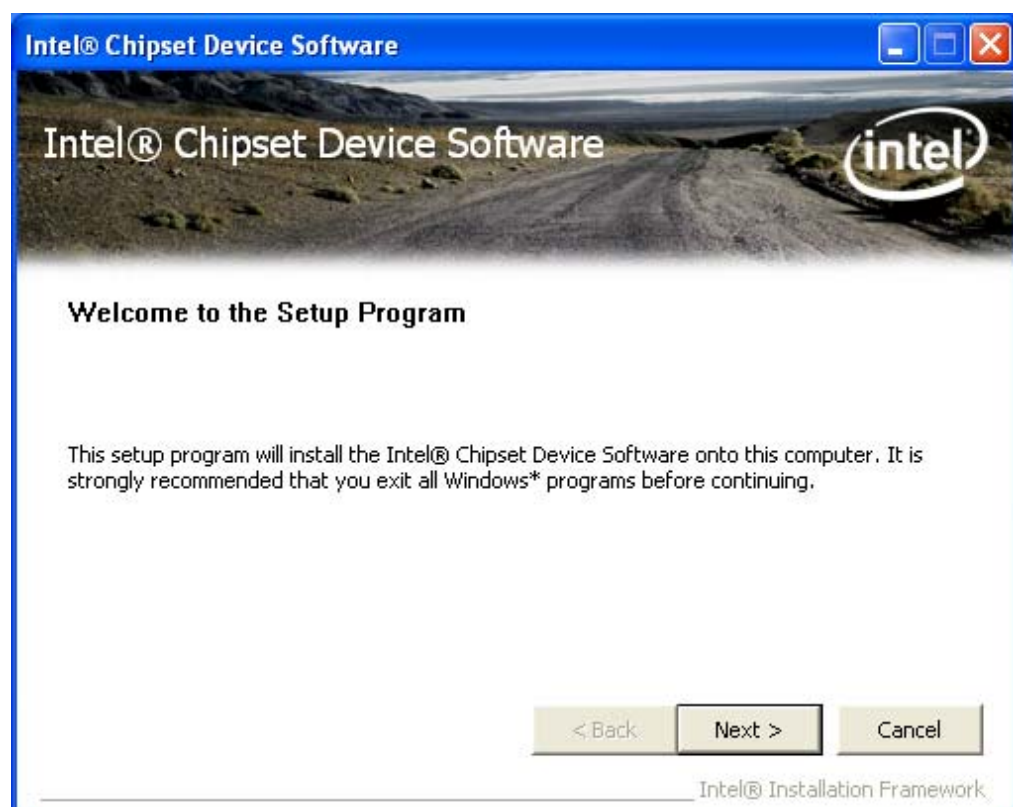 Intel® Chipset Device Software
Intel® Chipset Device Software
intel
Welcome to the Setup Program
This setup program will install the Intel® Chipset Device Software onto this computer. It is
strongly recommended that you exit all Windows* programs before continuing.
< Back Next > Cancel
Intel® Installation Framework